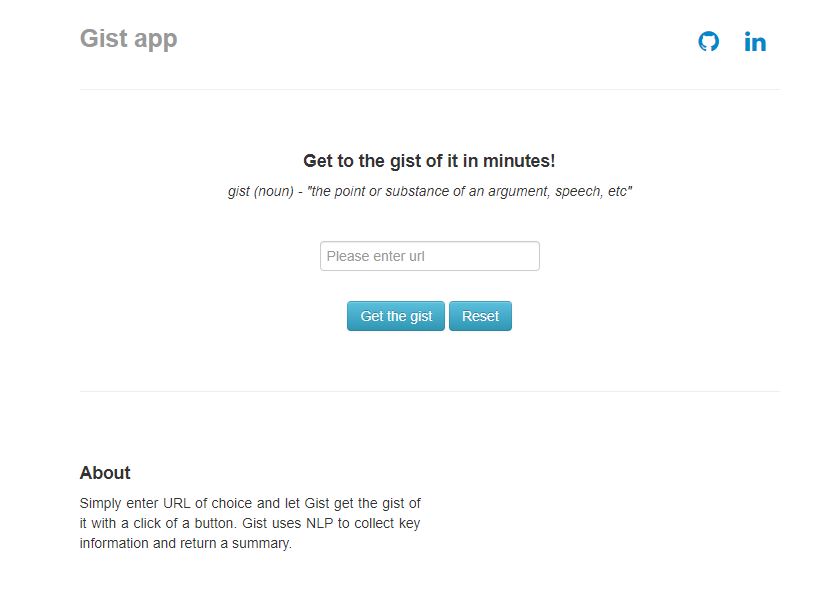 Gist app
Get to the gist of it in minutes!
gist (noun) - "the point or substance of an argument, speech, etc"
Please enter url
Get the gist Reset
About
Simply enter URL of choice and let Gist get the gist of
it with a click of a button. Gist uses NLP to collect key
information and return a summary.